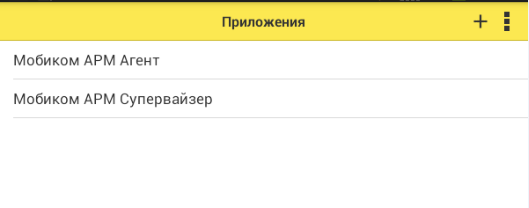 Приложения
Мобиком АРМ Агент
Мобиком АРМ Супервайзер